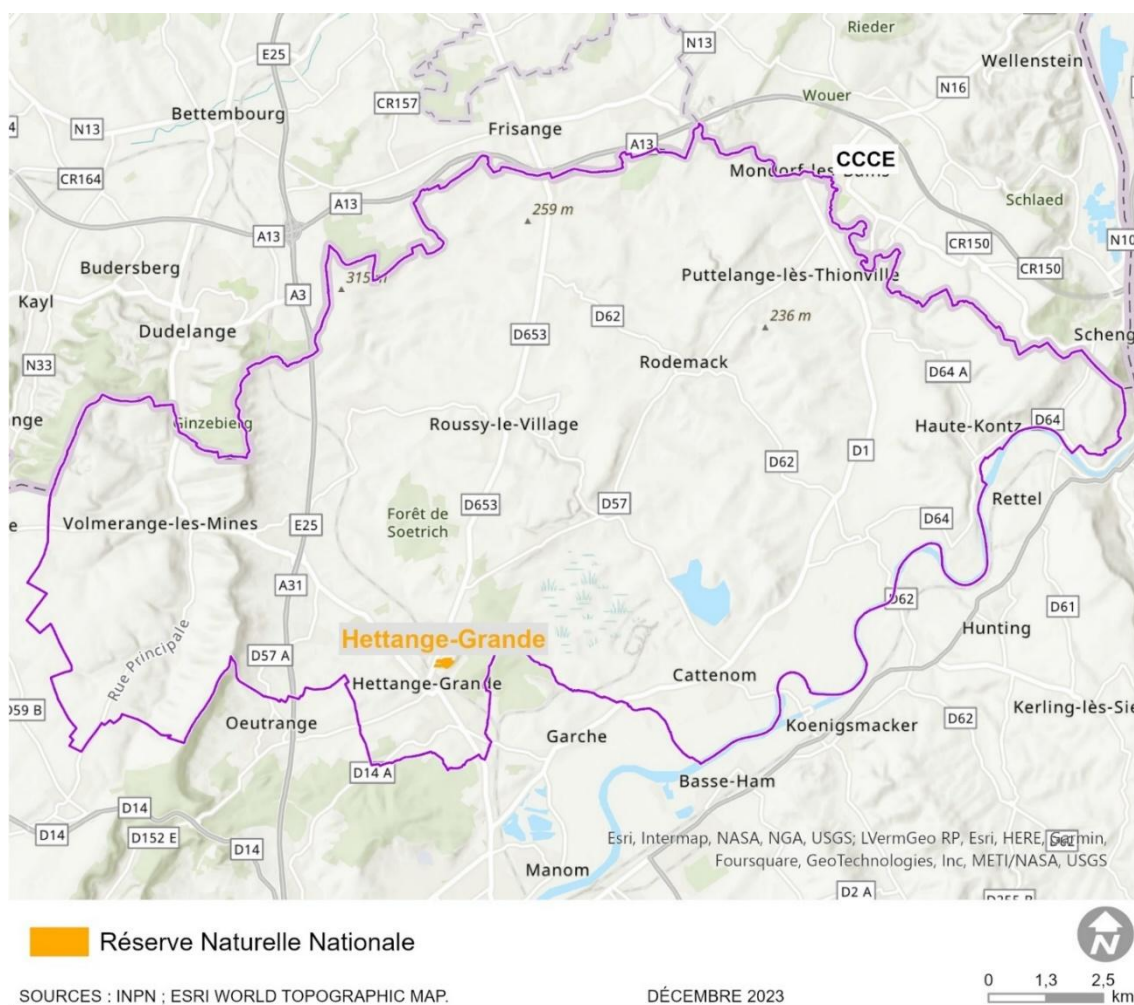 N13
Rieder
E25
Wellenstein
Bettembourg
CR157
Wouer
N16
N13
Frisange
A13
CCCE
Mondorf-les-Bains
CR164
Schlaed
A13
259 m
A13
CR150
N10
Budersberg
CR150
Kayl
A3
315 m
Puttelange-lès-Thionville
Dudelange
D62
236 m
D653
Scheng
N33
Rodemack
D64 A
nge
Ginzebierg
Roussy-le-Village
Haute-Kontz
D64
D1
D62
D653
D57
Rettel
Forêt de
Soetrich
D64
Volmerange-les-Mines
E25
A31
D62
D61
Hunting
Hettange-Grande
Rue Principale
D57 A
Cattenom
Hettange-Grande
D59 B
Oeutrange
D62
Kerling-lès-Sie
Koenigsmacker
Garche
D14 A
Basse-Ham
D14
D14
D152 E
D14
Esri, Intermap, NASA, NGA, USGS; LVermGeo RP, Esri, HERE, Garmin,
Foursquare, GeoTechnologies, Inc, METI/NASA, USGS
Manom
D2 A
Réserve Naturelle Nationale
N
SOURCES : INPN ; ESRI WORLD TOPOGRAPHIC MAP.
DÉCEMBRE 2023
0 1,3 2,5
km